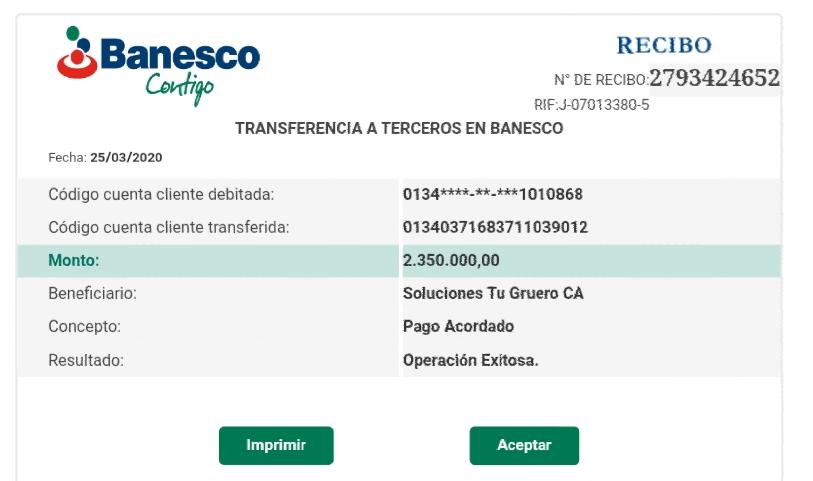 Banesco
Contigo
RECIBO
N° DE RECIBO:2793424652
RIF:J-07013380-5
TRANSFERENCIA A TERCEROS EN BANESCO
Fecha: 25/03/2020
Código cuenta cliente debitada: 0134****-**-***1010868
Código cuenta cliente transferida: 01340371683711039012
Monto: 2.350.000,00
Beneficiario: Soluciones Tu Gruero CA
Concepto: Pago Acordado
Resultado: Operación Exitosa.
Imprimir Aceptar